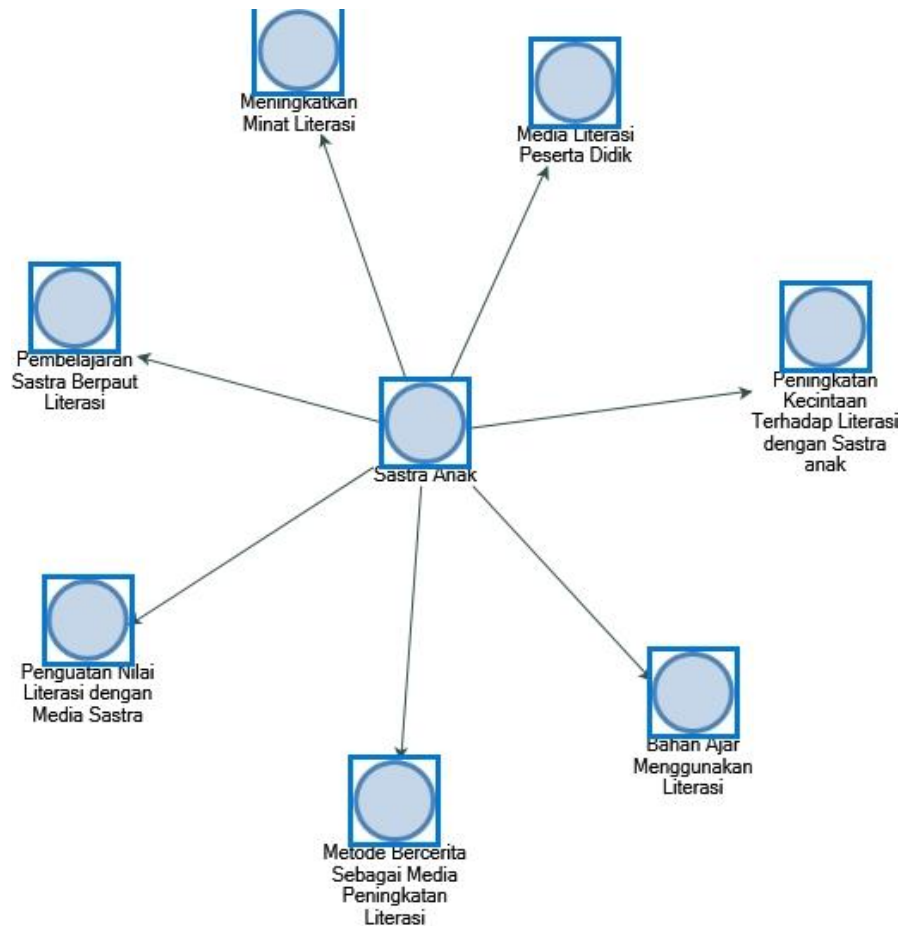 Meningkatkan
Minat Literasi
Media Literasi
Peserta Didik
Pembelajaran
Sastra Berpaut
Literasi
Peningkatan
Kecintaan
Terhadap Literasi
dengan Sastra
anak
Sastra Anak
Penguatan Nilai
Literasi dengan
Media Sastra
Bahan Ajar
Menggunakan
Literasi
Metode Bercerita
Sebagai Media
Peningkatan
Literasi